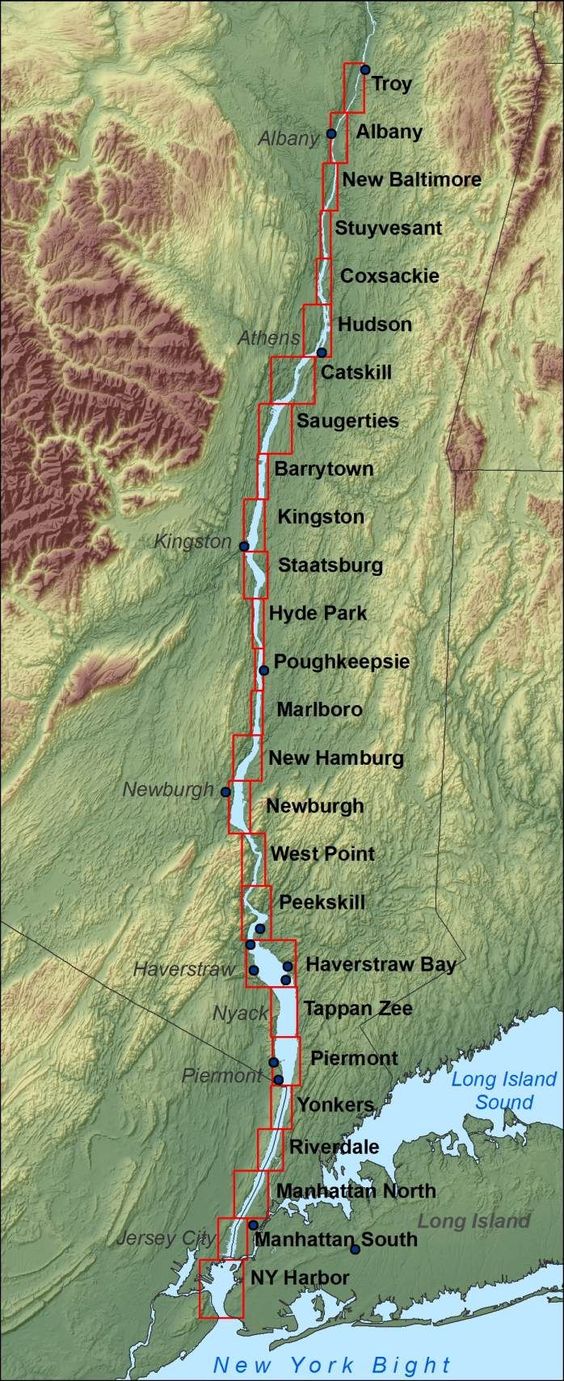 Troy
Albany
Albany
New Baltimore
Stuyvesant
Coxsackie
Hudson
Athens
Catskill
Saugerties
Barrytown
Kingston
Kingston
Staatsburg
Hyde Park
Poughkeepsie
Marlboro
New Hamburg
Newburgh
Newburgh
West Point
Peekskill
Haverstraw Bay
Haverstraw
Nyack
Tappan Zee
Piermont
Piermont
Long Island
Sound
Yonkers
Riverdale
Manhattan North
Long Island
Jersey City
Manhattan South
NY Harbor
New York Bight